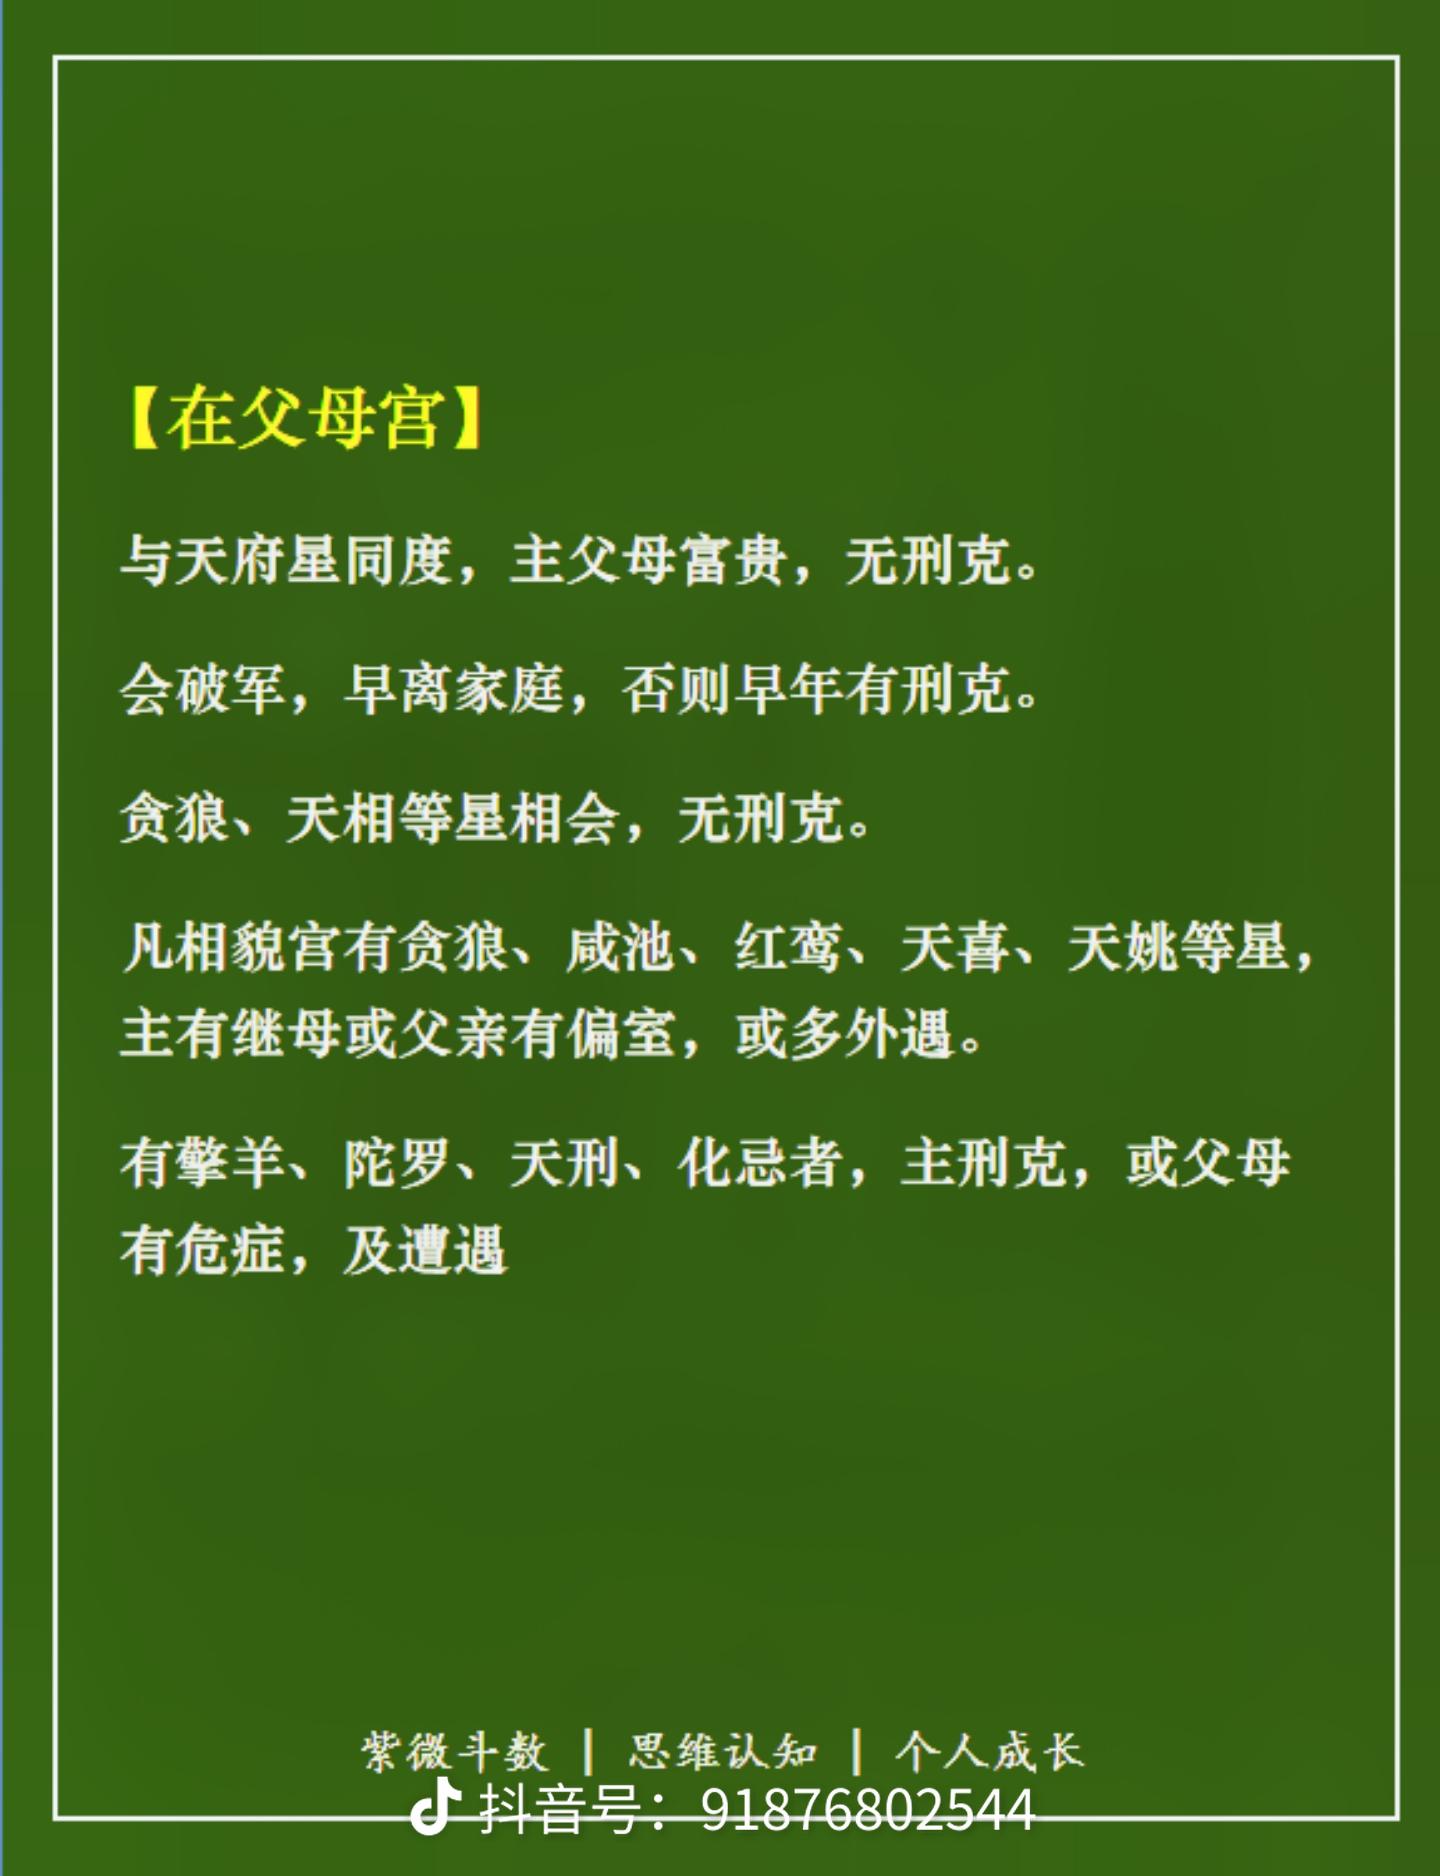 【在父母宫】
与天府星同度，主父母富贵，无刑克。
会破军，早离家庭，否则早年有刑克。
贪狼、天相等星相会，无刑克。
凡相貌宫有贪狼、咸池、红鸾、天喜、天姚等星，
主有继母或父亲有偏室，或多外遇。
有擎羊、陀罗、天刑、化忌者，主刑克，或父母
有危症，及遭遇
紫微斗数 | 思维认知 | 个人成长
抖音号：91876802544